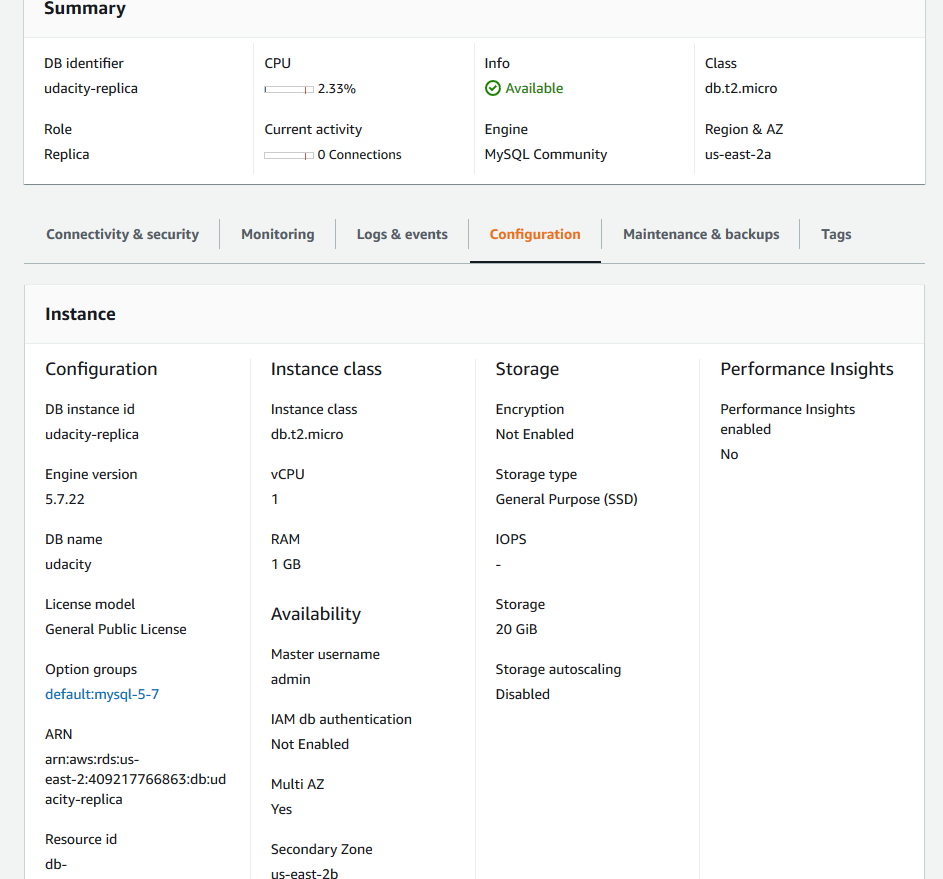 Summary
DB identifier
udacity-replica
CPU
2.33%
Info
Available
Class
db.t2.micro
Role
Replica
Current activity
0 Connections
Engine
MySQL Community
Region & AZ
us-east-2a
Connectivity & security
Monitoring
Logs & events
Configuration
Maintenance & backups
Tags
Instance
Configuration
DB instance id
udacity-replica
Engine version
5.7.22
DB name
udacity
License model
General Public License
Option groups
default:mysql-5-7
ARN
arn:aws:rds:us-
east-2:409217766863:db:ud
acity-replica
Resource id
db-
Instance class
Instance class
db.t2.micro
vCPU
1
RAM
1 GB
Availability
Master username
admin
IAM db authentication
Not Enabled
Multi AZ
Yes
Secondary Zone
us-east-2b
Storage
Encryption
Not Enabled
Storage type
General Purpose (SSD)
IOPS
-
Storage
20 GiB
Storage autoscaling
Disabled
Performance Insights
Performance Insights
enabled
No